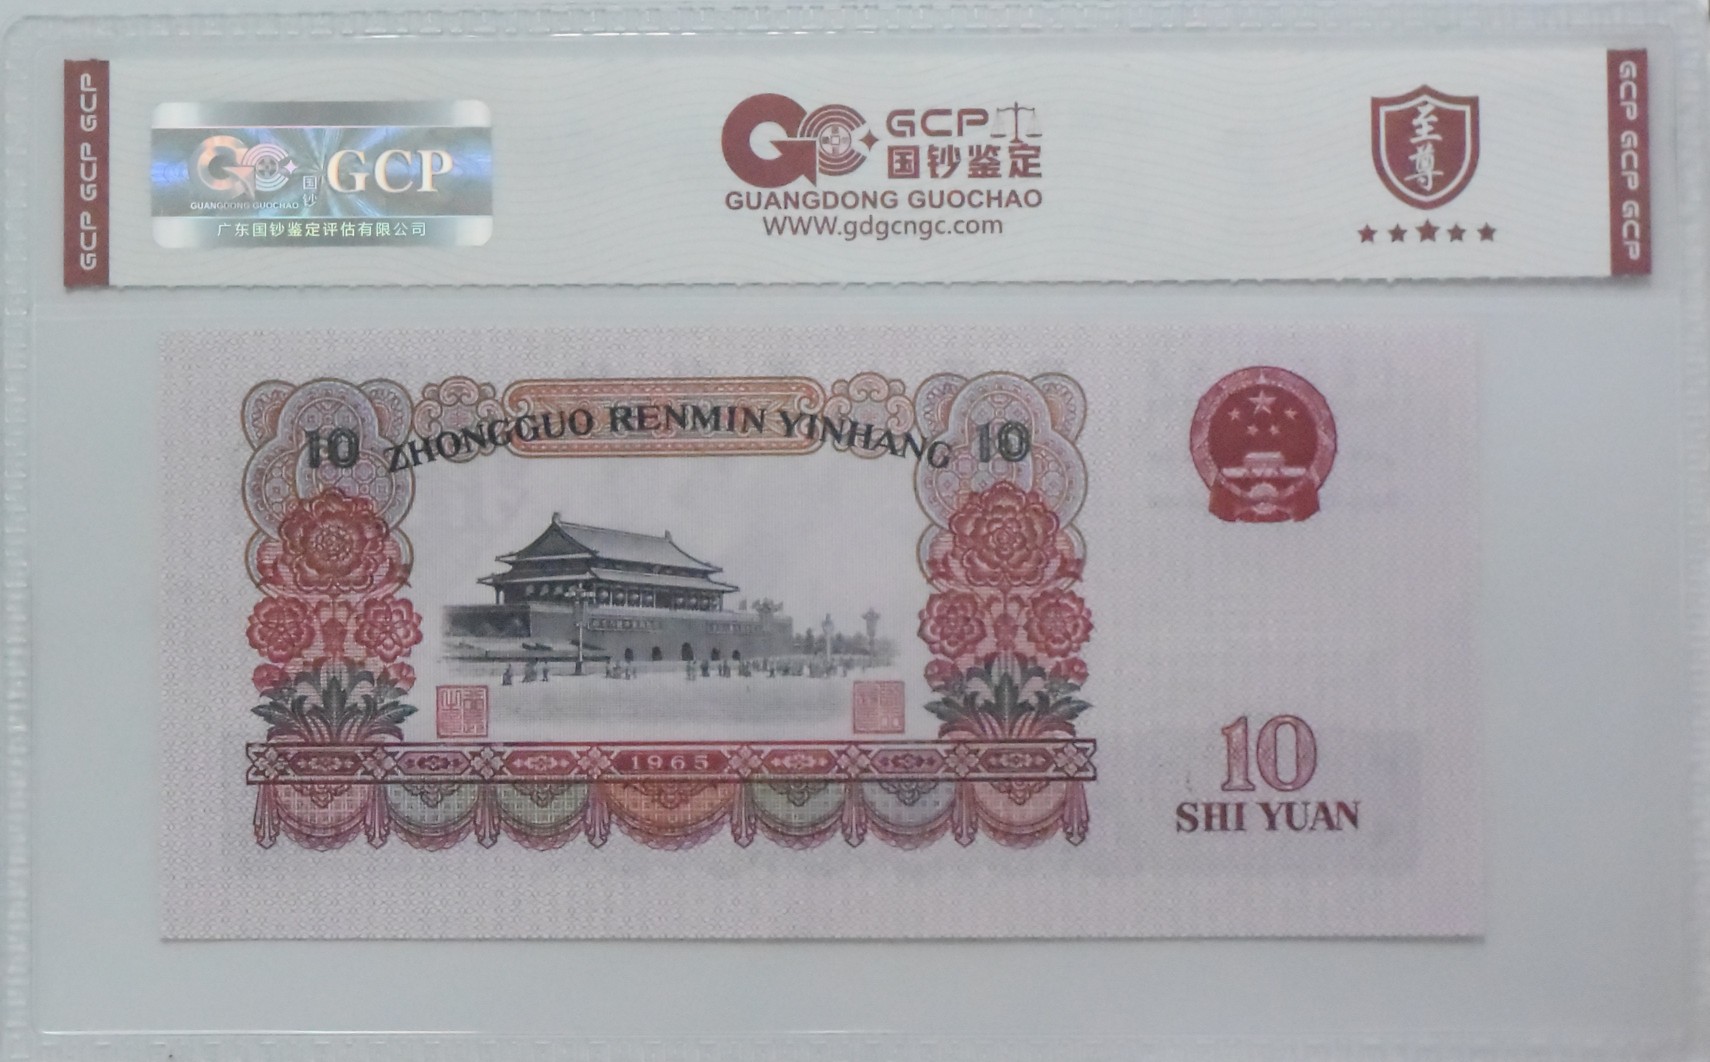 GCP GCP GCP
GCP
国钞
GUANGDONG GUOCHAO
广东国钞鉴定评估有限公司
GCP
国钞鉴定
GUANGDONG GUOCHAO
WWW.gdgcngc.com
至尊
GCP GCP GCP
10 ZHONGGUO RENMIN YINHANG 10
1965
10
SHI YUAN